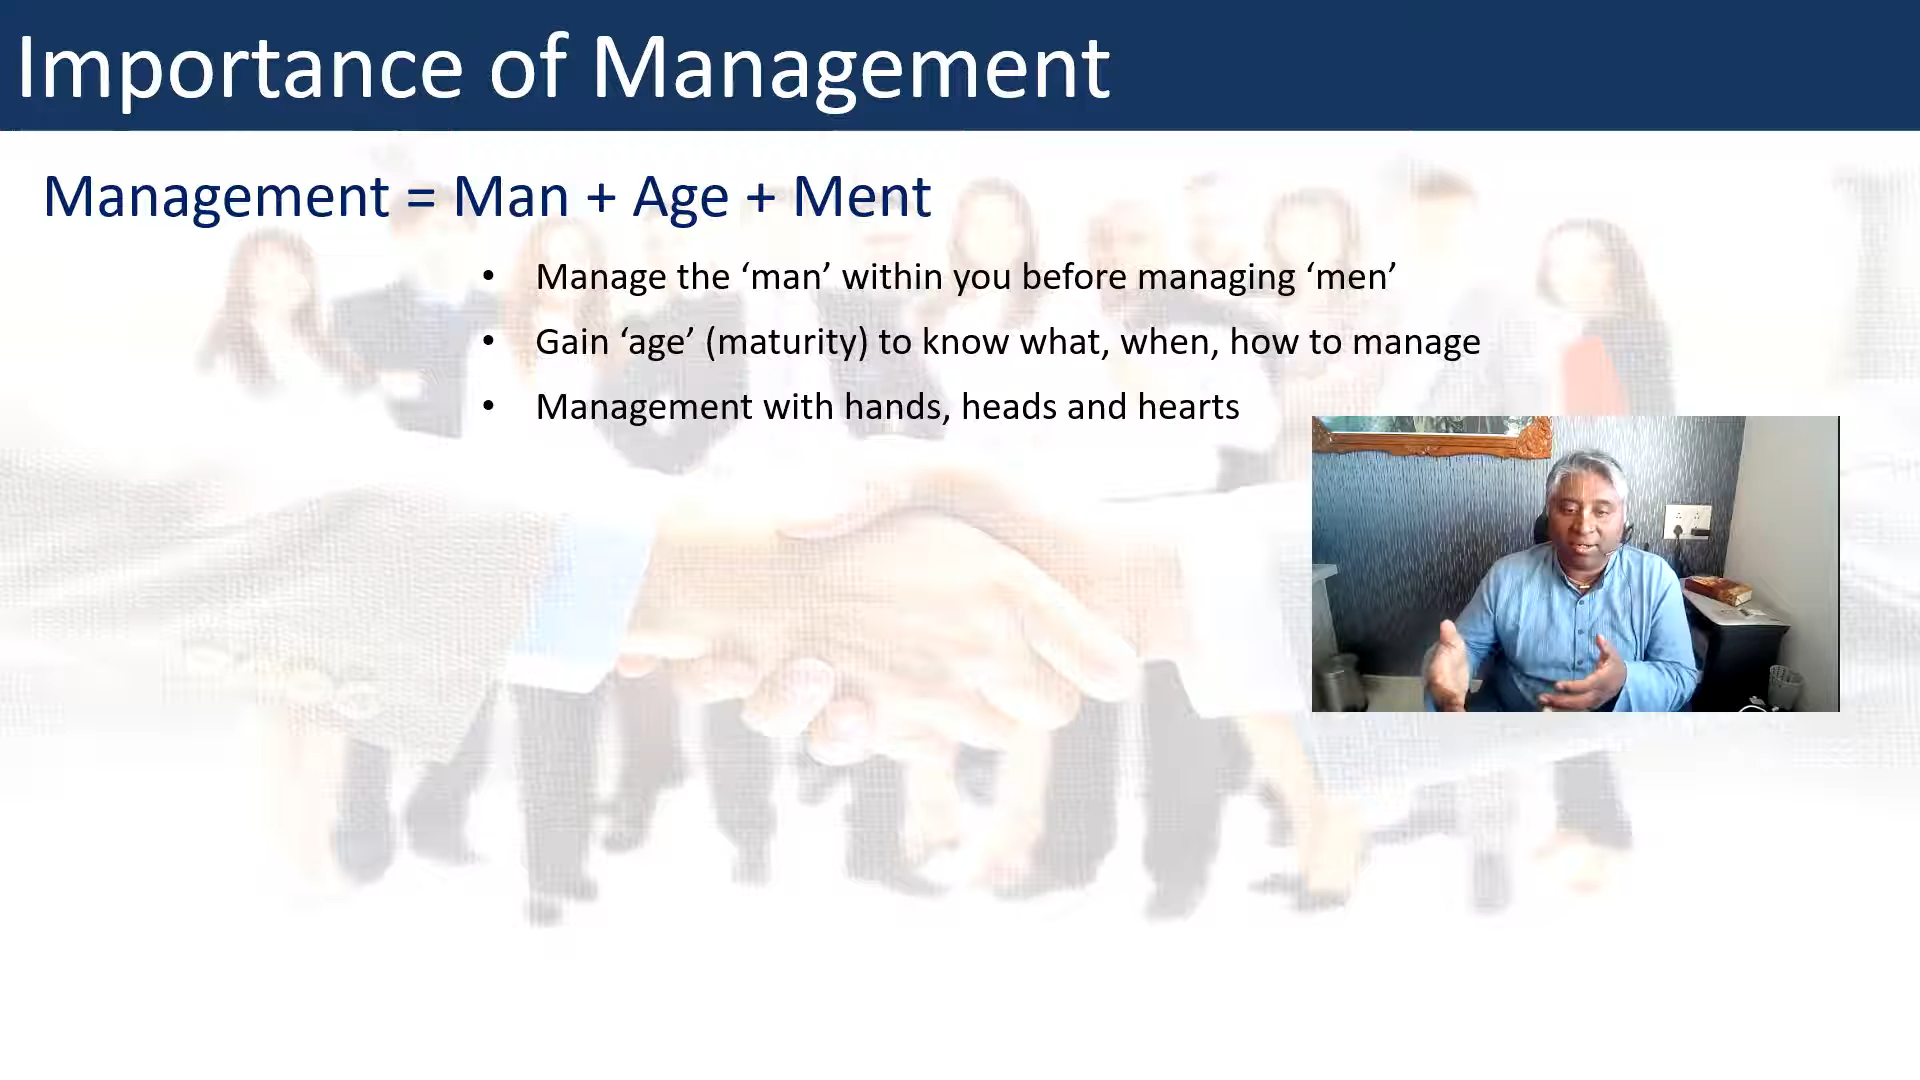 Importance of Management
Management = Man + Age + Ment
• Manage the ‘man’ within you before managing ‘men’
• Gain ‘age’ (maturity) to know what, when, how to manage
• Management with hands, heads and hearts